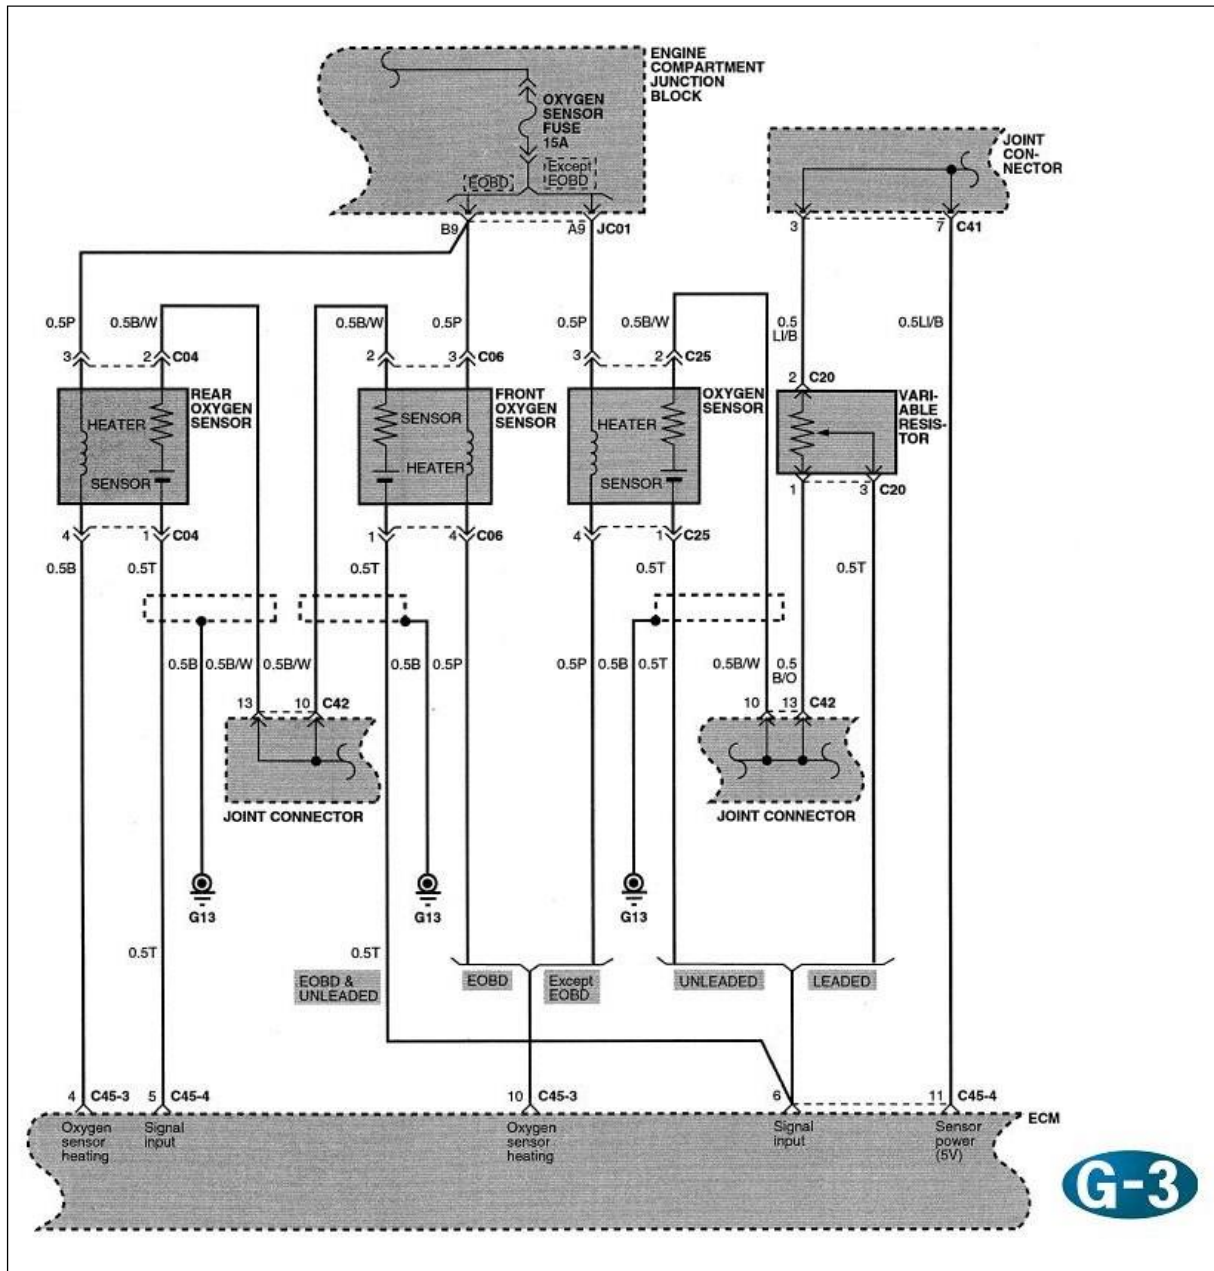 ENGINE
COMPARTMENT
JUNCTION
BLOCK
OXYGEN
SENSOR
FUSE
15A
EOBD
Except
EOBD
JOINT
CON-
NECTOR
B9
A9
JC01
3
7
C41
0.5P
0.5B/W
0.5B/W
0.5P
0.5P
0.5B/W
0.5
LI/B
0.5LI/B
3
2
C04
2
3
C06
3
2
C25
2
C20
REAR
OXYGEN
SENSOR
HEATER
SENSOR
FRONT
OXYGEN
SENSOR
SENSOR
HEATER
OXYGEN
SENSOR
HEATER
SENSOR
VARI-
ABLE
RESIS-
TOR
1
3
C20
4
1
C04
1
4
C06
4
1
C25
0.5B
0.5T
0.5T
0.5T
0.5T
0.5B
0.5B/W
0.5B/W
0.5B
0.5P
0.5P
0.5B
0.5T
0.5B/W
0.5
B/O
13
10
C42
10
13
C42
JOINT CONNECTOR
JOINT CONNECTOR
G13
G13
G13
0.5T
0.5T
EOBD &
UNLEADED
EOBD
Except
EOBD
UNLEADED
LEADED
4
C45-3
5
C45-4
10
C45-3
6
11
C45-4
ECM
Oxygen
sensor
heating
Signal
input
Oxygen
sensor
heating
Signal
input
Sensor
power
(5V)
G-3